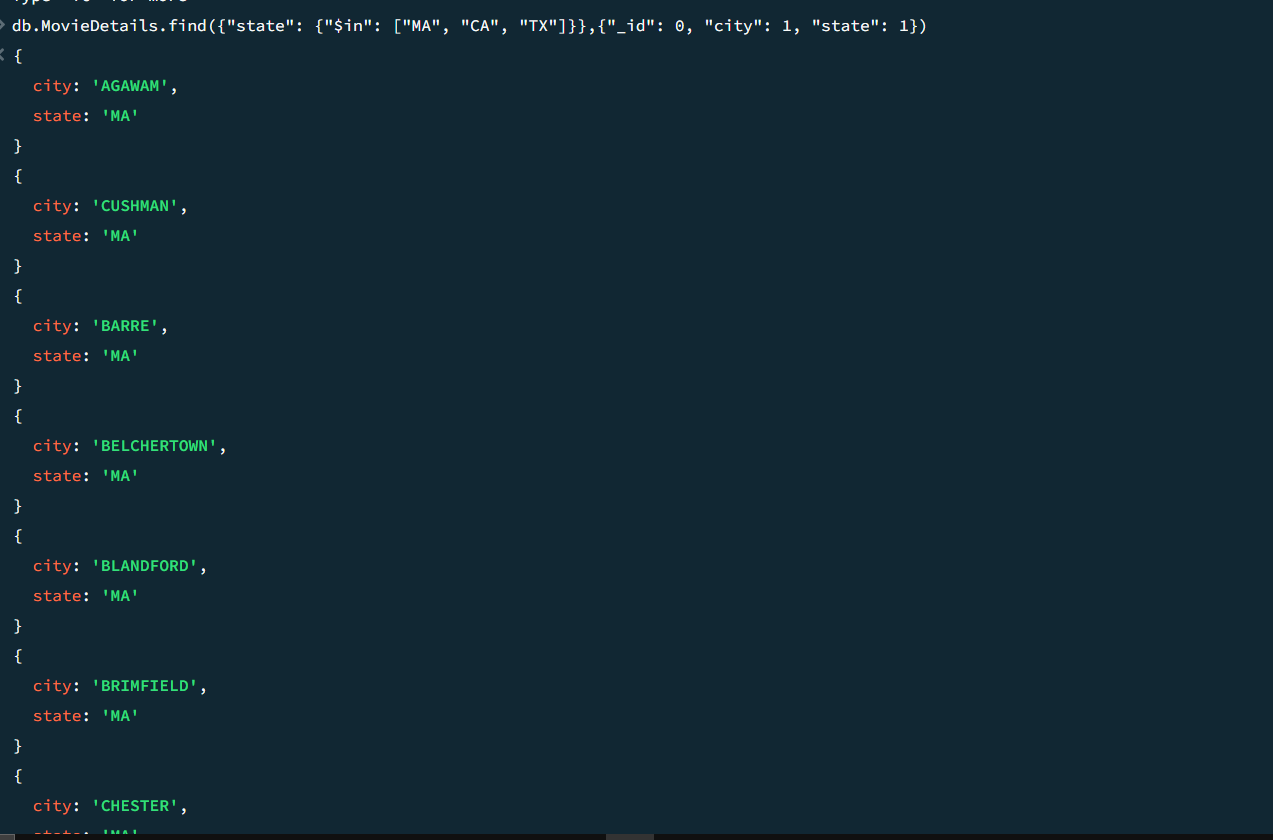 db.MovieDetails.find({"state": {"$in": ["MA", "CA", "TX"]}},{"_id": 0, "city": 1, "state": 1})
{
city: 'AGAWAM',
state: 'MA'
}
{
city: 'CUSHMAN',
state: 'MA'
}
{
city: 'BARRE',
state: 'MA'
}
{
city: 'BELCHERTOWN',
state: 'MA'
}
{
city: 'BLANDFORD',
state: 'MA'
}
{
city: 'BRIMFIELD',
state: 'MA'
}
{
city: 'CHESTER',